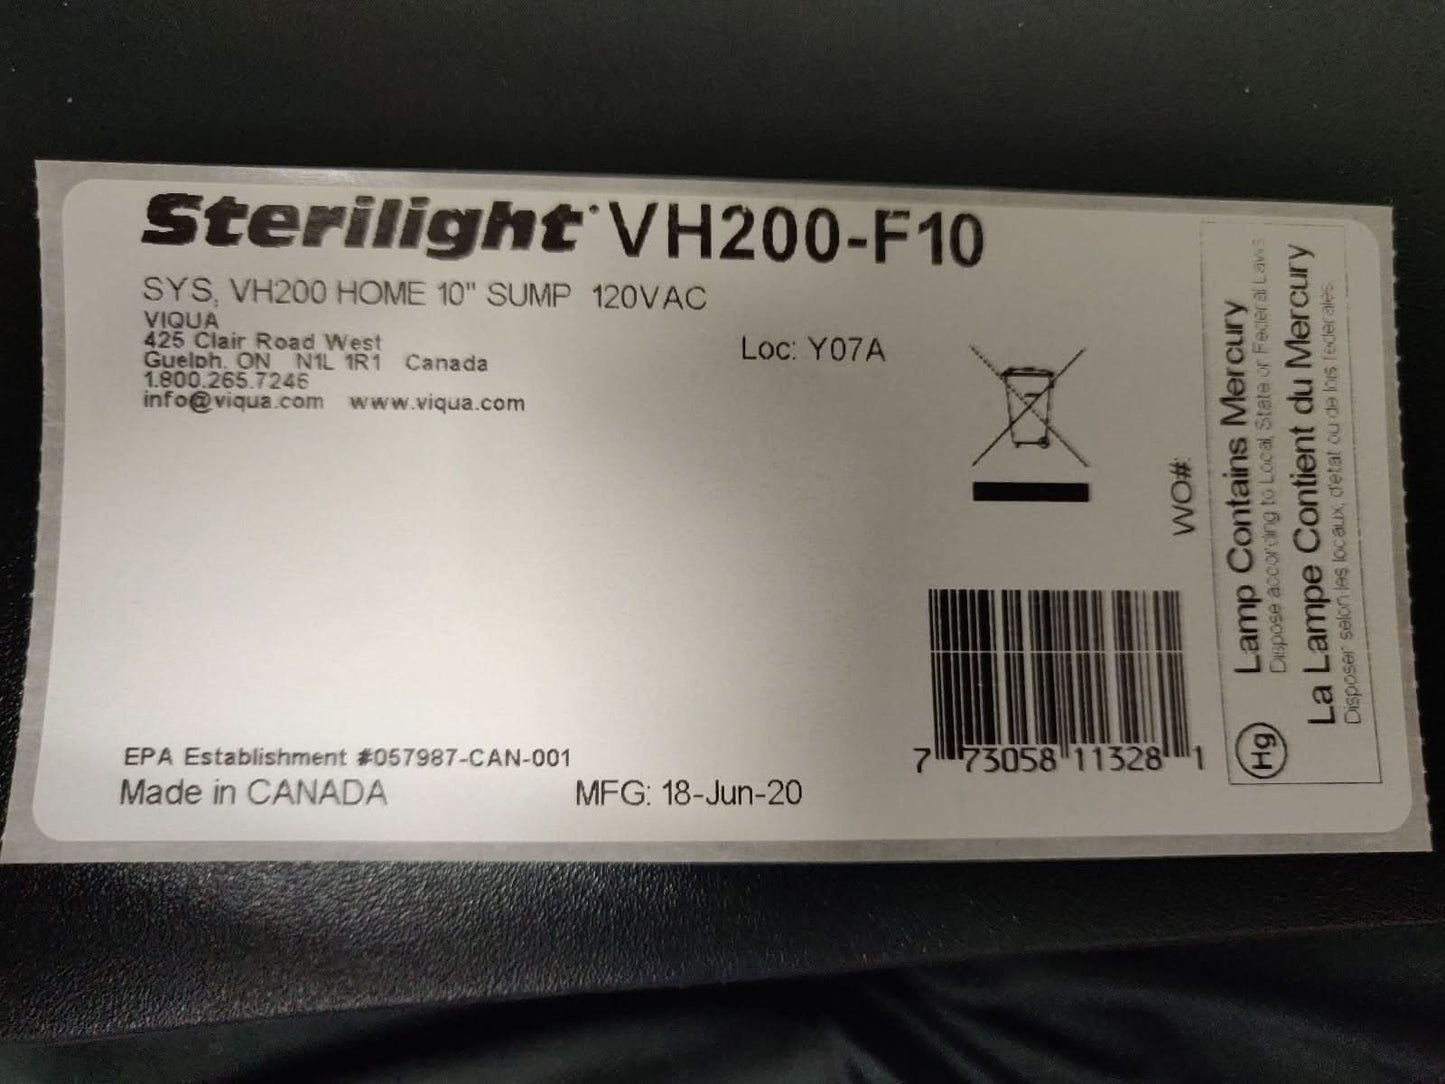 Sterilight VH200-F10
SYS, VH200 HOME 10" SUMP 120VAC
VIQUA
425 Clair Road West
Guelph. ON N1L 1R1 Canada
1.800.265.7246
info@viqua.com www.viqua.com
Loc: Y07A
WO#:
EPA Establishment #057987-CAN-001
Made in CANADA
MFG: 18-Jun-20
7 73058 11328 1
Hg
Lamp Contains Mercury
Dispose according to Local, State or Federal Laws
La Lampe Contient du Mercury
Disposer selon les locaux, d'etat ou de lois federales